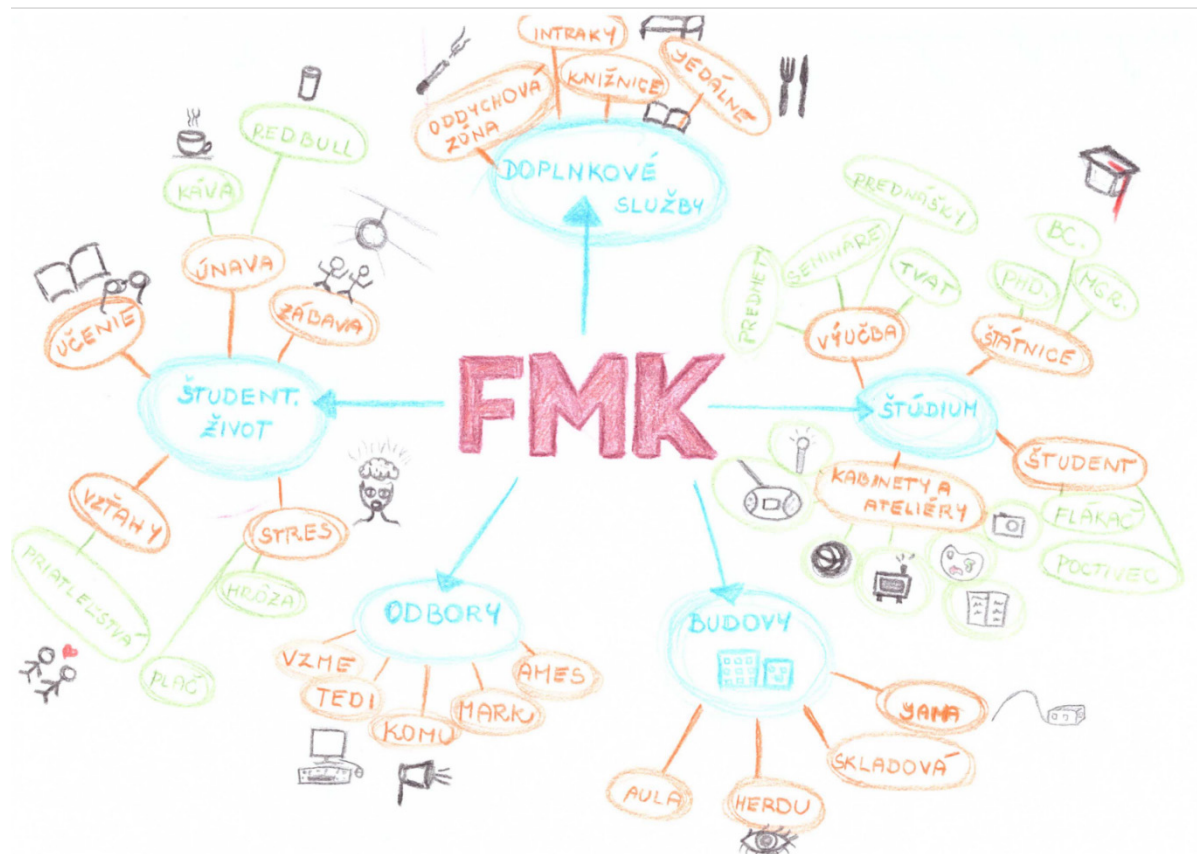 INTRAKY
KNIŽNICE
JEDÁLNE
ODDYCHOVÁ
ZÓNA
DOPLNKOVÉ
SLUŽBY
REDBULL
KÁVA
ÚNAVA
UČENIE
ZÁBAVA
ŠTUDENT.
ŽIVOT
VZŤAHY
STRES
PRIATEĽSTVÁ
HRÔZA
PLAČ
FMK
PREDNÁŠKY
SEMINÁRE
PREDMETY
TVAT
VÝUČBA
BC.
PHD.
MGR.
ŠTÁTNICE
ŠTÚDIUM
ŠTUDENT
KABINETY A
ATELIÉRY
FLÁKAČ
POCTIVEC
ODBORY
VZME
TEDI
KOMU
MARK
AMES
BUDOVY
JAMA
SKLADOVÁ
AULA
HERDU